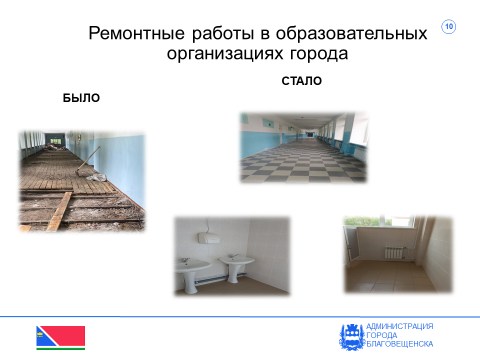 Ремонтные работы в образовательных
организациях города
10
СТАЛО
БЫЛО
АДМИНИСТРАЦИЯ
ГОРОДА
БЛАГОВЕЩЕНСКА